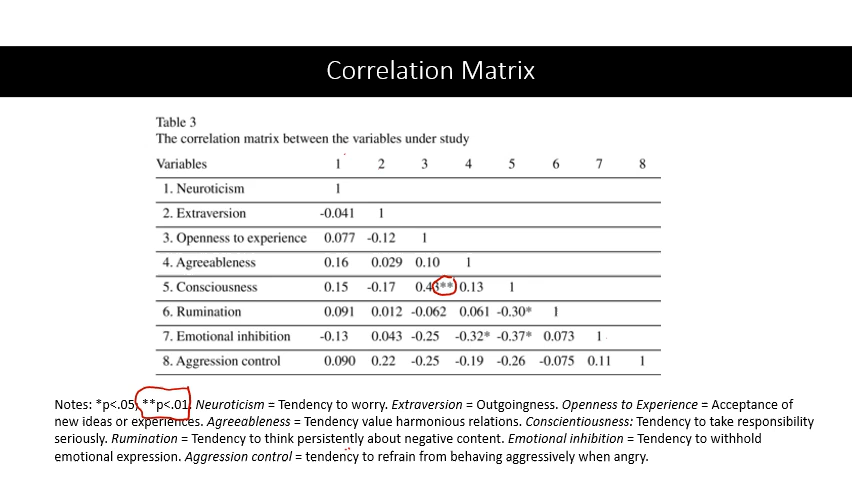 Correlation Matrix
Table 3
The correlation matrix between the variables under study
Variables 1 2 3 4 5 6 7 8
1. Neuroticism 1
2. Extraversion -0.041 1
3. Openness to experience 0.077 -0.12 1
4. Agreeableness 0.16 0.029 0.10 1
5. Consciousness 0.15 -0.17 0.43** 0.13 1
6. Rumination 0.091 0.012 -0.062 0.061 -0.30* 1
7. Emotional inhibition -0.13 0.043 -0.25 -0.32* -0.37* 0.073 1
8. Aggression control 0.090 0.22 -0.25 -0.19 -0.26 -0.075 0.11 1
Notes: *p<.05, **p<.01. Neuroticism = Tendency to worry. Extraversion = Outgoingness. Openness to Experience = Acceptance of
new ideas or experiences. Agreeableness = Tendency value harmonious relations. Conscientiousness: Tendency to take responsibility
seriously. Rumination = Tendency to think persistently about negative content. Emotional inhibition = Tendency to withhold
emotional expression. Aggression control = tendency to refrain from behaving aggressively when angry.